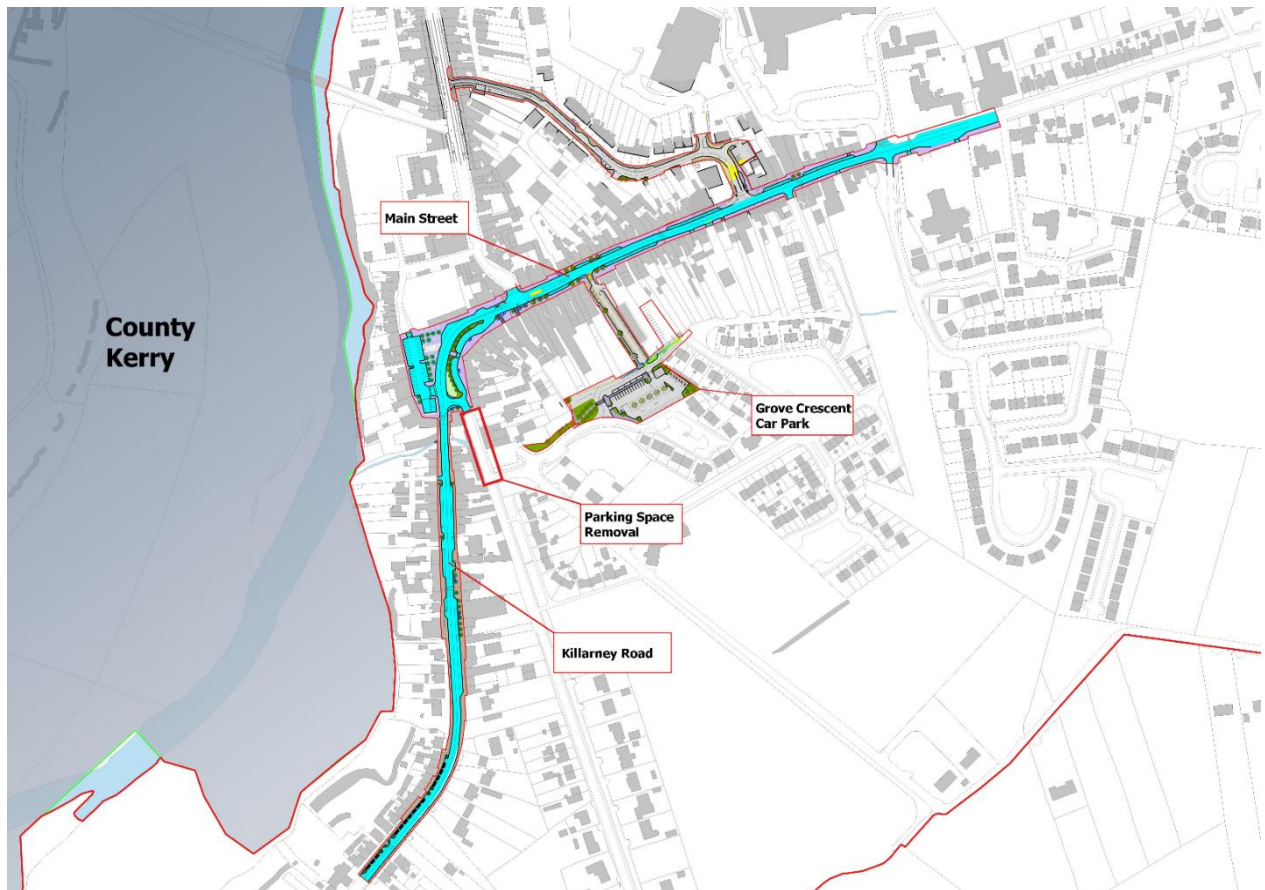 Main Street
County
Kerry
Grove Crescent
Car Park
Parking Space
Removal
Killarney Road